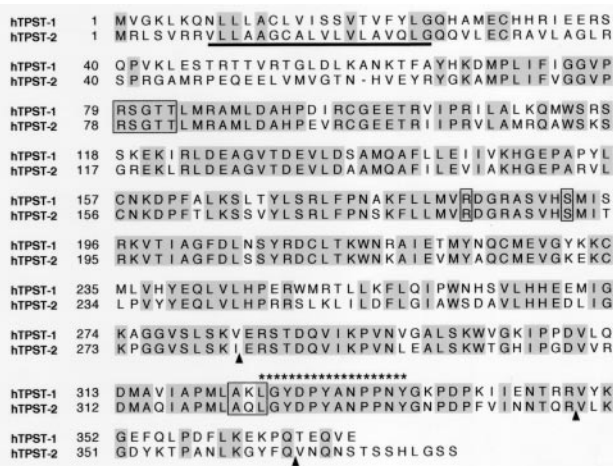 hTPST-1 1 MVGKLKQNLLLACLVISSVTVFYLGQHAMECHHRIEERS
hTPST-2 1 MRLSVRRVLLAAGCALVLVLAVQLGQQVLECRAVLAGLR
hTPST-1 40 QPVKLESTRTTVRTGLDLKANKTFAYHKDMPLIFIGGVP
hTPST-2 40 SPRGAMRPEQEELVMVGTN-HVEYRYGKAMPLIFVGGVP
hTPST-1 79 RSGTTLMRAMLDAHPDIRCGEETRVIPRILALKQMWSRS
hTPST-2 78 RSGTTLMRAMLDAHPEVRCGEETRIIPRVLAMRQAWSKS
hTPST-1 118 SKEKIRLDEAGVTDEVLDSAMQAFLLEIIVKHGEPAPYL
hTPST-2 117 GREKLRLDEAGVTDEVLDAAMQAFILEVIAKHGEPARVL
hTPST-1 157 CNKDPFALKSLTYLSRLFPNAKFLLMVRDGRASVHSMIS
hTPST-2 156 CNKDPFTLKSSVYLSRLFPNSKFLLMVRDGRASVHSMIT
hTPST-1 196 RKVTIAGFDLNSYRDCLTKWNRAIETMYNQCMEVGYKKC
hTPST-2 195 RKVTIAGFDLSSYRDCLTKWNKAIEVMYAQCMEVGKEKC
hTPST-1 235 MLVHYEQLVLHPERWMRTLLKFLQIPWNHSVLHHEEMIG
hTPST-2 234 LPVYYEQLVLHPRRSLKLILDFLGIAWSDAVLHHEDLIG
hTPST-1 274 KAGGVSLSKVERSTDQVIKPVNVGALSKWVGKIPPDVLQ
hTPST-2 273 KPGGVSLSKIERSTDQVIKPVNLEALSKWTGHIPGDVVR
********************
hTPST-1 313 DMAVIAPMLAKLGYDPYANPPNYGKPDPKIIENTRRVYK
hTPST-2 312 DMAQIAPMLAQLGYDPYANPPNYGNPDPFVINNTQRVLK
hTPST-1 352 GEFQLPDFLKEKPQTEQVE
hTPST-2 351 GDYKTPANLKGYFQVNQNSTSSHLGSS